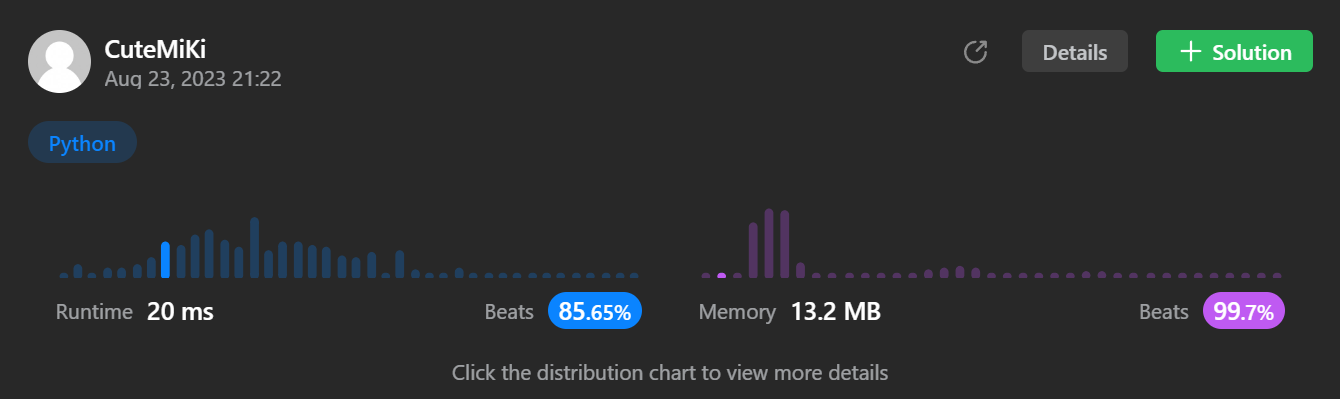 CuteMiKi
Aug 23, 2023 21:22
Details
+ Solution
Python
Runtime 20 ms
Beats 85.65%
Memory 13.2 MB
Beats 99.7%
Click the distribution chart to view more details